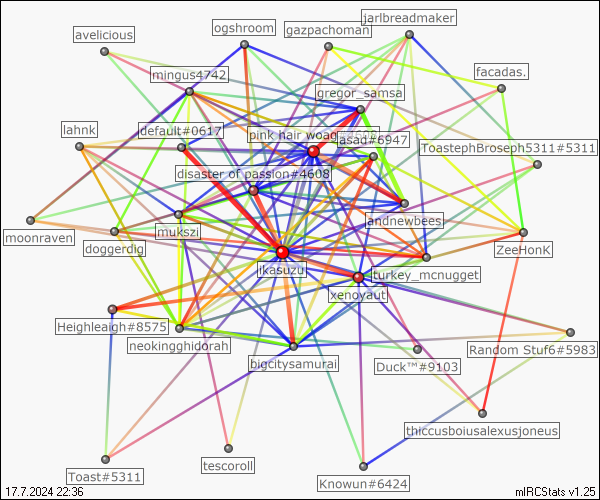 ogshroom
jarlbreadmaker
gazpachoman
avelicious
mingus4742
facadas.
gregor_samsa
lahnk
default#0617
pink hair woag
jasad#6947
ToastephBroseph5311#5311
disaster of passion#4608
andnewbees
moonraven
mukszi
doggerdig
ZeeHonK
ikasuzui
turkey_mcnugget
xenoyaut
Heighleaigh#8575
neokingghidorah
bigcitysamurai
Duck™#9103
Random Stuf6#5983
thiccusboiusalexusjoneus
Toast#5311
tescoroll
Knowun#6424
17.7.2024 22:36
mIRCStats v1.25